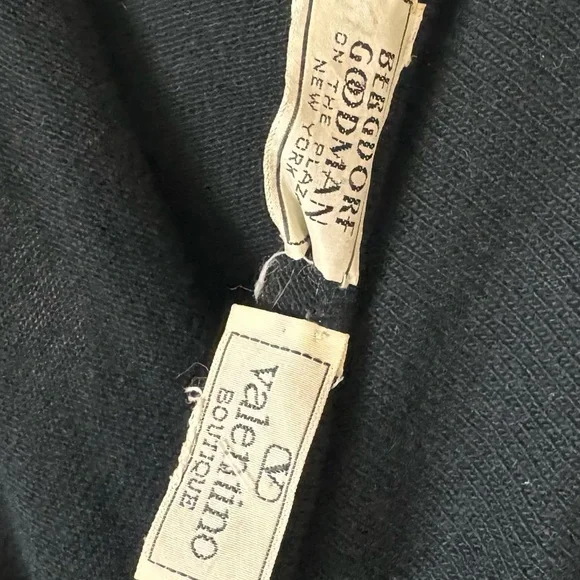 BERGDORF
GOODMAN
ON THE PLAZA
NEW YORK
V
valentino
BOUTIQUE